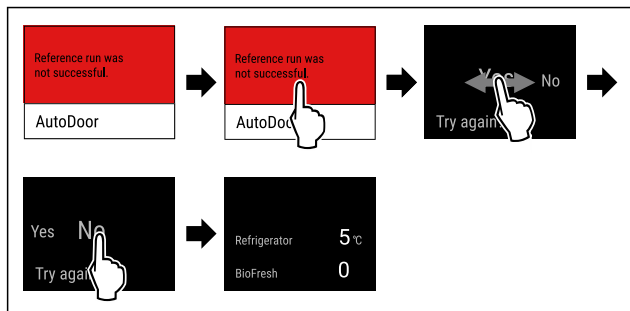 Reference run was
not successful.
AutoDoor
Reference run was
not successful.
No
Try again
Yes No
Try
Refrigerator 5 °C
BioFresh 0